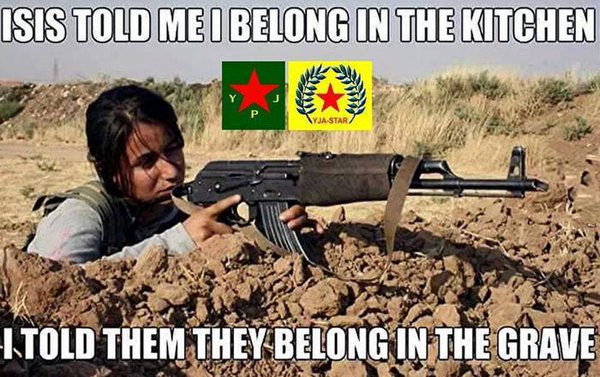 ISIS TOLD ME I BELONG IN THE KITCHEN
Y P J
YJA-STAR
I TOLD THEM THEY BELONG IN THE GRAVE